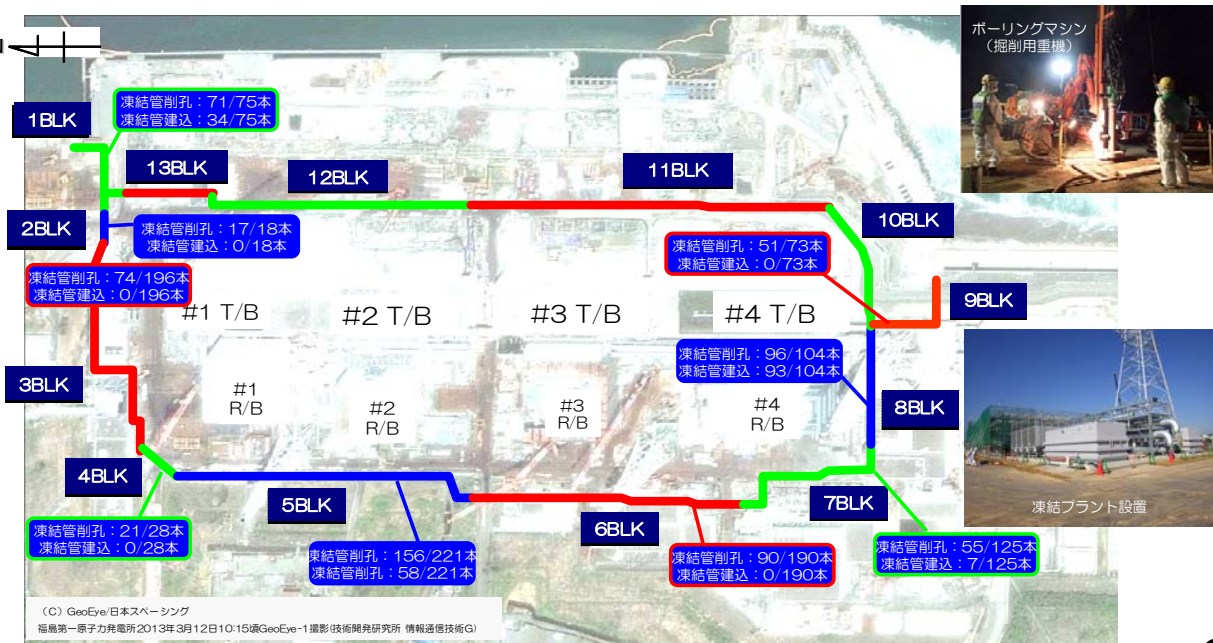 ボーリングマシン
（掘削用重機）
凍結管削孔：71/75本
凍結管建込：34/75本
1BLK
13BLK
12BLK
11BLK
10BLK
2BLK
凍結管削孔：17/18本
凍結管建込：0/18本
凍結管削孔：51/73本
凍結管建込：0/73本
凍結管削孔：74/196本
凍結管建込：0/196本
9BLK
#1 T/B
#2 T/B
#3 T/B
#4 T/B
凍結管削孔：96/104本
凍結管建込：93/104本
3BLK
#1
R/B
#2
R/B
#3
R/B
#4
R/B
8BLK
4BLK
5BLK
6BLK
7BLK
凍結プラント設置
凍結管削孔：21/28本
凍結管建込：0/28本
凍結管削孔：156/221本
凍結管削孔：58/221本
凍結管削孔：90/190本
凍結管建込：0/190本
凍結管削孔：55/125本
凍結管建込：7/125本
（C）GeoEye/日本スペーシング
福島第一原子力発電所2013年3月12日10:15頃GeoEye-1撮影(技術開発研究所 情報通信技術G)